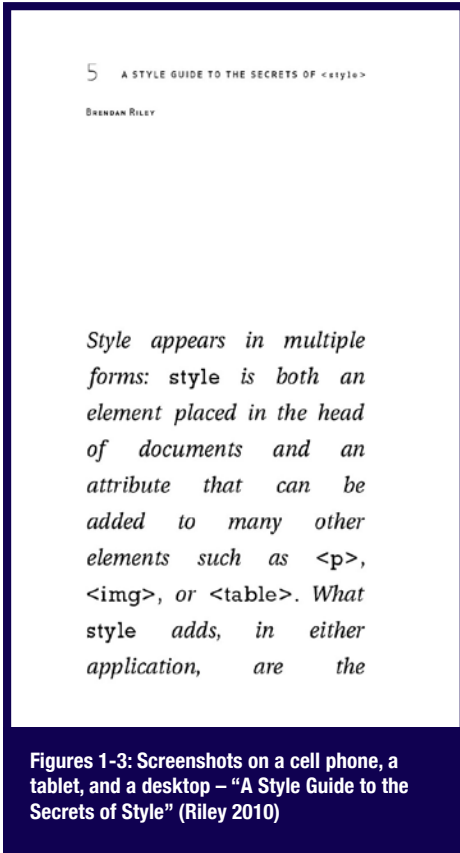 5 A STYLE GUIDE TO THE SECRETS OF <style>
BRENDAN RILEY
Style appears in multiple
forms: style is both an
element placed in the head
of documents and an
attribute that can be
added to many other
elements such as <p>,
<img>, or <table>. What
style adds, in either
application, are the
Figures 1-3: Screenshots on a cell phone, a
tablet, and a desktop – “A Style Guide to the
Secrets of Style” (Riley 2010)